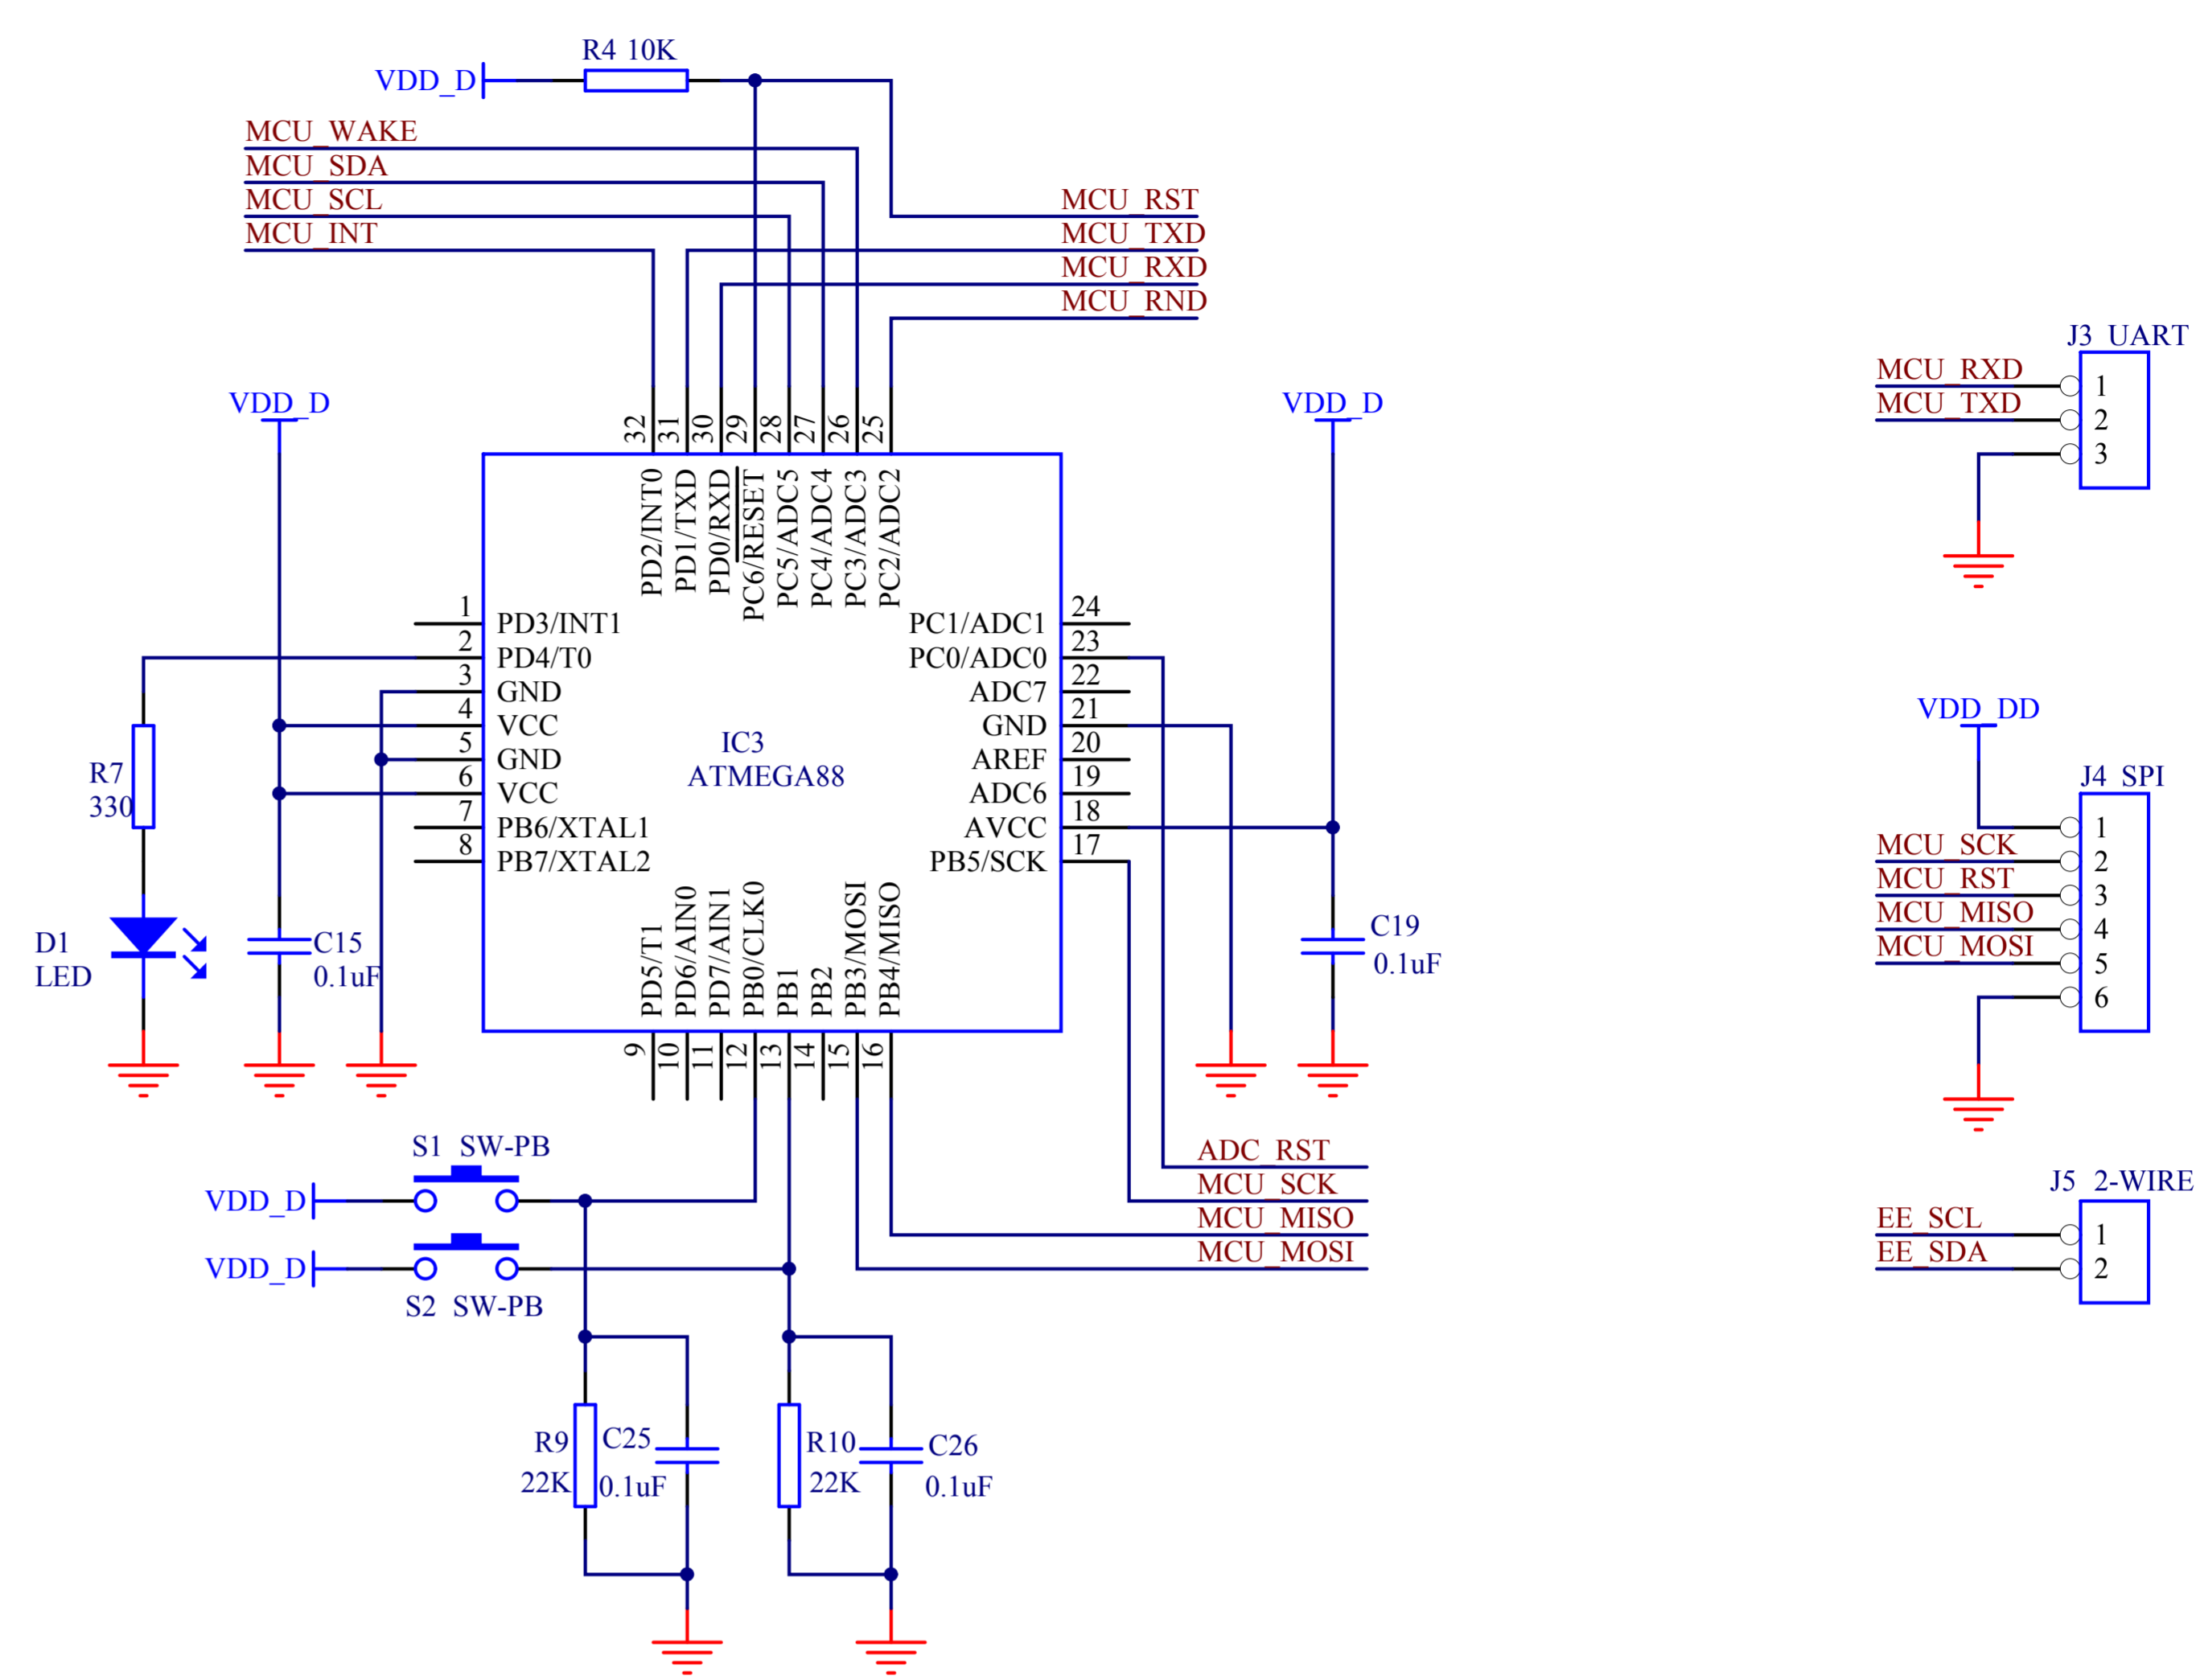 R4 10K
VDD_D
MCU_WAKE
MCU_SDA
MCU_SCL
MCU_INT
MCU_RST
MCU_TXD
MCU_RXD
MCU_RND
VDD_D
VDD_D
32 31 30 29 28 27 26 25
PD2/INT0
PD1/TXD
PD0/RXD
PC6/RESET
PC5/ADC5
PC4/ADC4
PC3/ADC3
PC2/ADC2
1 PD3/INT1
2 PD4/T0
3 GND
4 VCC
5 GND
6 VCC
7 PB6/XTAL1
8 PB7/XTAL2
IC3
ATMEGA88
PC1/ADC1 24
PC0/ADC0 23
ADC7 22
GND 21
AREF 20
ADC6 19
AVCC 18
PB5/SCK 17
PD5/T1
PD6/AIN0
PD7/AIN1
PB0/CLK0
PB1
PB2
PB3/MOSI
PB4/MISO
9 10 11 12 13 14 15 16
R7
330
D1
LED
C15
0.1uF
C19
0.1uF
ADC_RST
MCU_SCK
MCU_MISO
MCU_MOSI
S1 SW-PB
VDD_D
VDD_D
S2 SW-PB
R9
22K
C25
0.1uF
R10
22K
C26
0.1uF
J3 UART
MCU_RXD 1
MCU_TXD 2
3
VDD_DD
J4 SPI
1
MCU_SCK 2
MCU_RST 3
MCU_MISO 4
MCU_MOSI 5
6
J5 2-WIRE
EE_SCL 1
EE_SDA 2